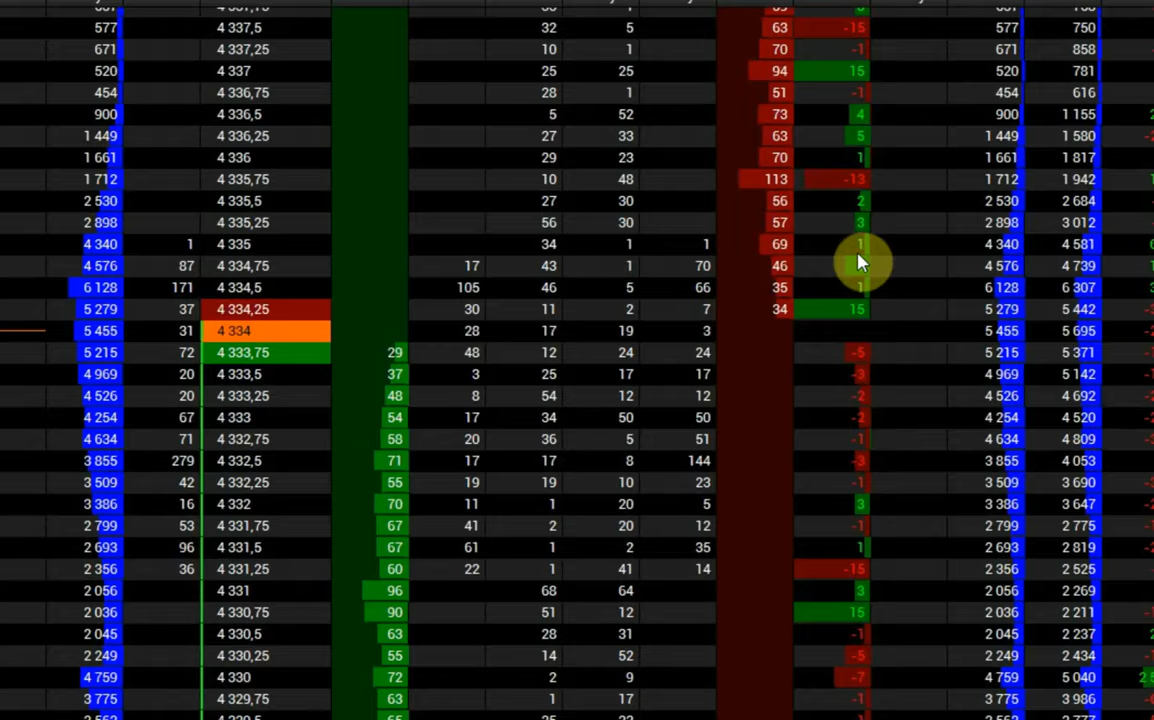 577 4 337,5 32 5 63 -15 577 750
671 4 337,25 10 1 70 -1 671 858
520 4 337 25 25 94 15 520 781
454 4 336,75 28 1 51 -1 454 616
900 4 336,5 5 52 73 4 900 1 155
1 449 4 336,25 27 33 63 5 1 449 1 580
1 661 4 336 29 23 70 1 1 661 1 817
1 712 4 335,75 10 48 113 -13 1 712 1 942
2 530 4 335,5 27 30 56 2 2 530 2 684
2 898 4 335,25 56 30 57 3 2 898 3 012
4 340 1 4 335 34 1 1 69 1 4 340 4 581
4 576 87 4 334,75 17 43 1 70 46 4 576 4 739
6 128 171 4 334,5 105 46 5 66 35 1 6 128 6 307
5 279 37 4 334,25 30 11 2 7 34 15 5 279 5 442
5 455 31 4 334 28 17 19 3 5 455 5 695
5 215 72 4 333,75 29 48 12 24 24 -5 5 215 5 371
4 969 20 4 333,5 37 3 25 17 17 -3 4 969 5 142
4 526 20 4 333,25 48 8 54 12 12 -2 4 526 4 692
4 254 67 4 333 54 17 34 50 50 -2 4 254 4 520
4 634 71 4 332,75 58 20 36 5 51 -1 4 634 4 809
3 855 279 4 332,5 71 17 17 8 144 -3 3 855 4 053
3 509 42 4 332,25 55 19 19 10 23 -1 3 509 3 690
3 386 16 4 332 70 11 1 20 5 3 3 386 3 647
2 799 53 4 331,75 67 41 2 20 12 -1 2 799 2 775
2 693 96 4 331,5 67 61 1 2 35 1 2 693 2 819
2 356 36 4 331,25 60 22 1 41 14 -15 2 356 2 525
2 056 4 331 96 68 64 3 2 056 2 269
2 036 4 330,75 90 51 12 15 2 036 2 211
2 045 4 330,5 63 28 31 -1 2 045 2 237
2 249 4 330,25 55 14 52 -5 2 249 2 434
4 759 4 330 72 2 9 -7 4 759 5 040
3 775 4 329,75 63 1 17 -1 3 775 3 986